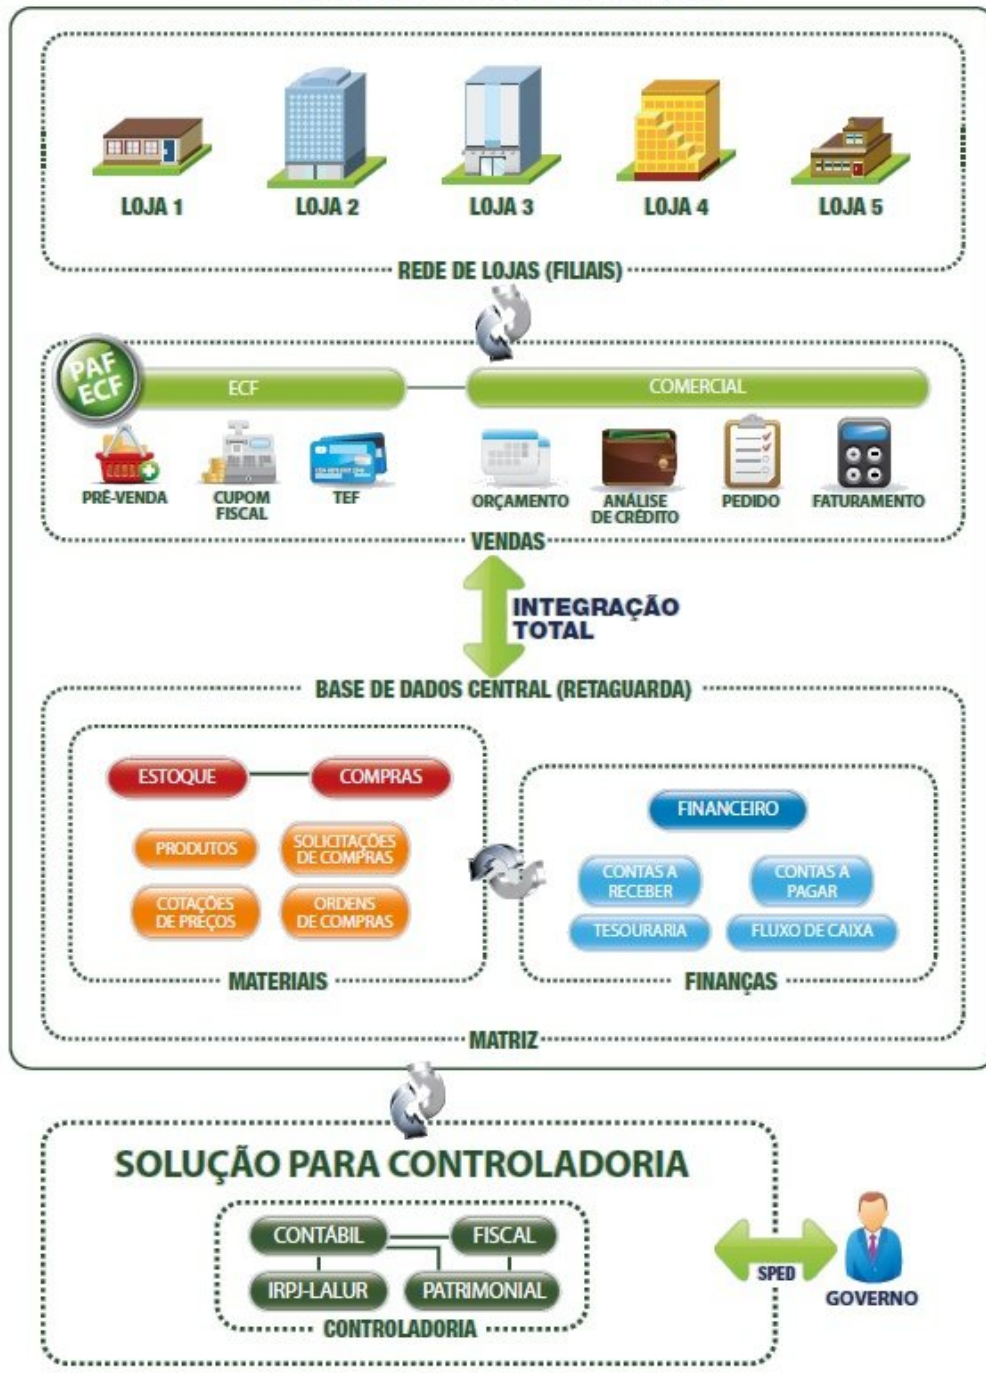 LOJA 1
LOJA 2
LOJA 3
LOJA 4
LOJA 5
REDE DE LOJAS (FILIAIS)
PAF
ECF
ECF
COMERCIAL
PRÉ-VENDA
CUPOM
FISCAL
TEF
ORÇAMENTO
ANÁLISE
DE CRÉDITO
PEDIDO
FATURAMENTO
VENDAS
INTEGRAÇÃO
TOTAL
BASE DE DADOS CENTRAL (RETAGUARDA)
ESTOQUE
COMPRAS
PRODUTOS
SOLICITAÇÕES
DE COMPRAS
COTAÇÕES
DE PREÇOS
ORDENS
DE COMPRAS
MATERIAIS
FINANCEIRO
CONTAS A
RECEBER
CONTAS A
PAGAR
TESOURARIA
FLUXO DE CAIXA
FINANÇAS
MATRIZ
SOLUÇÃO PARA CONTROLADORIA
CONTÁBIL
FISCAL
IRPJ-LALUR
PATRIMONIAL
CONTROLADORIA
SPED
GOVERNO